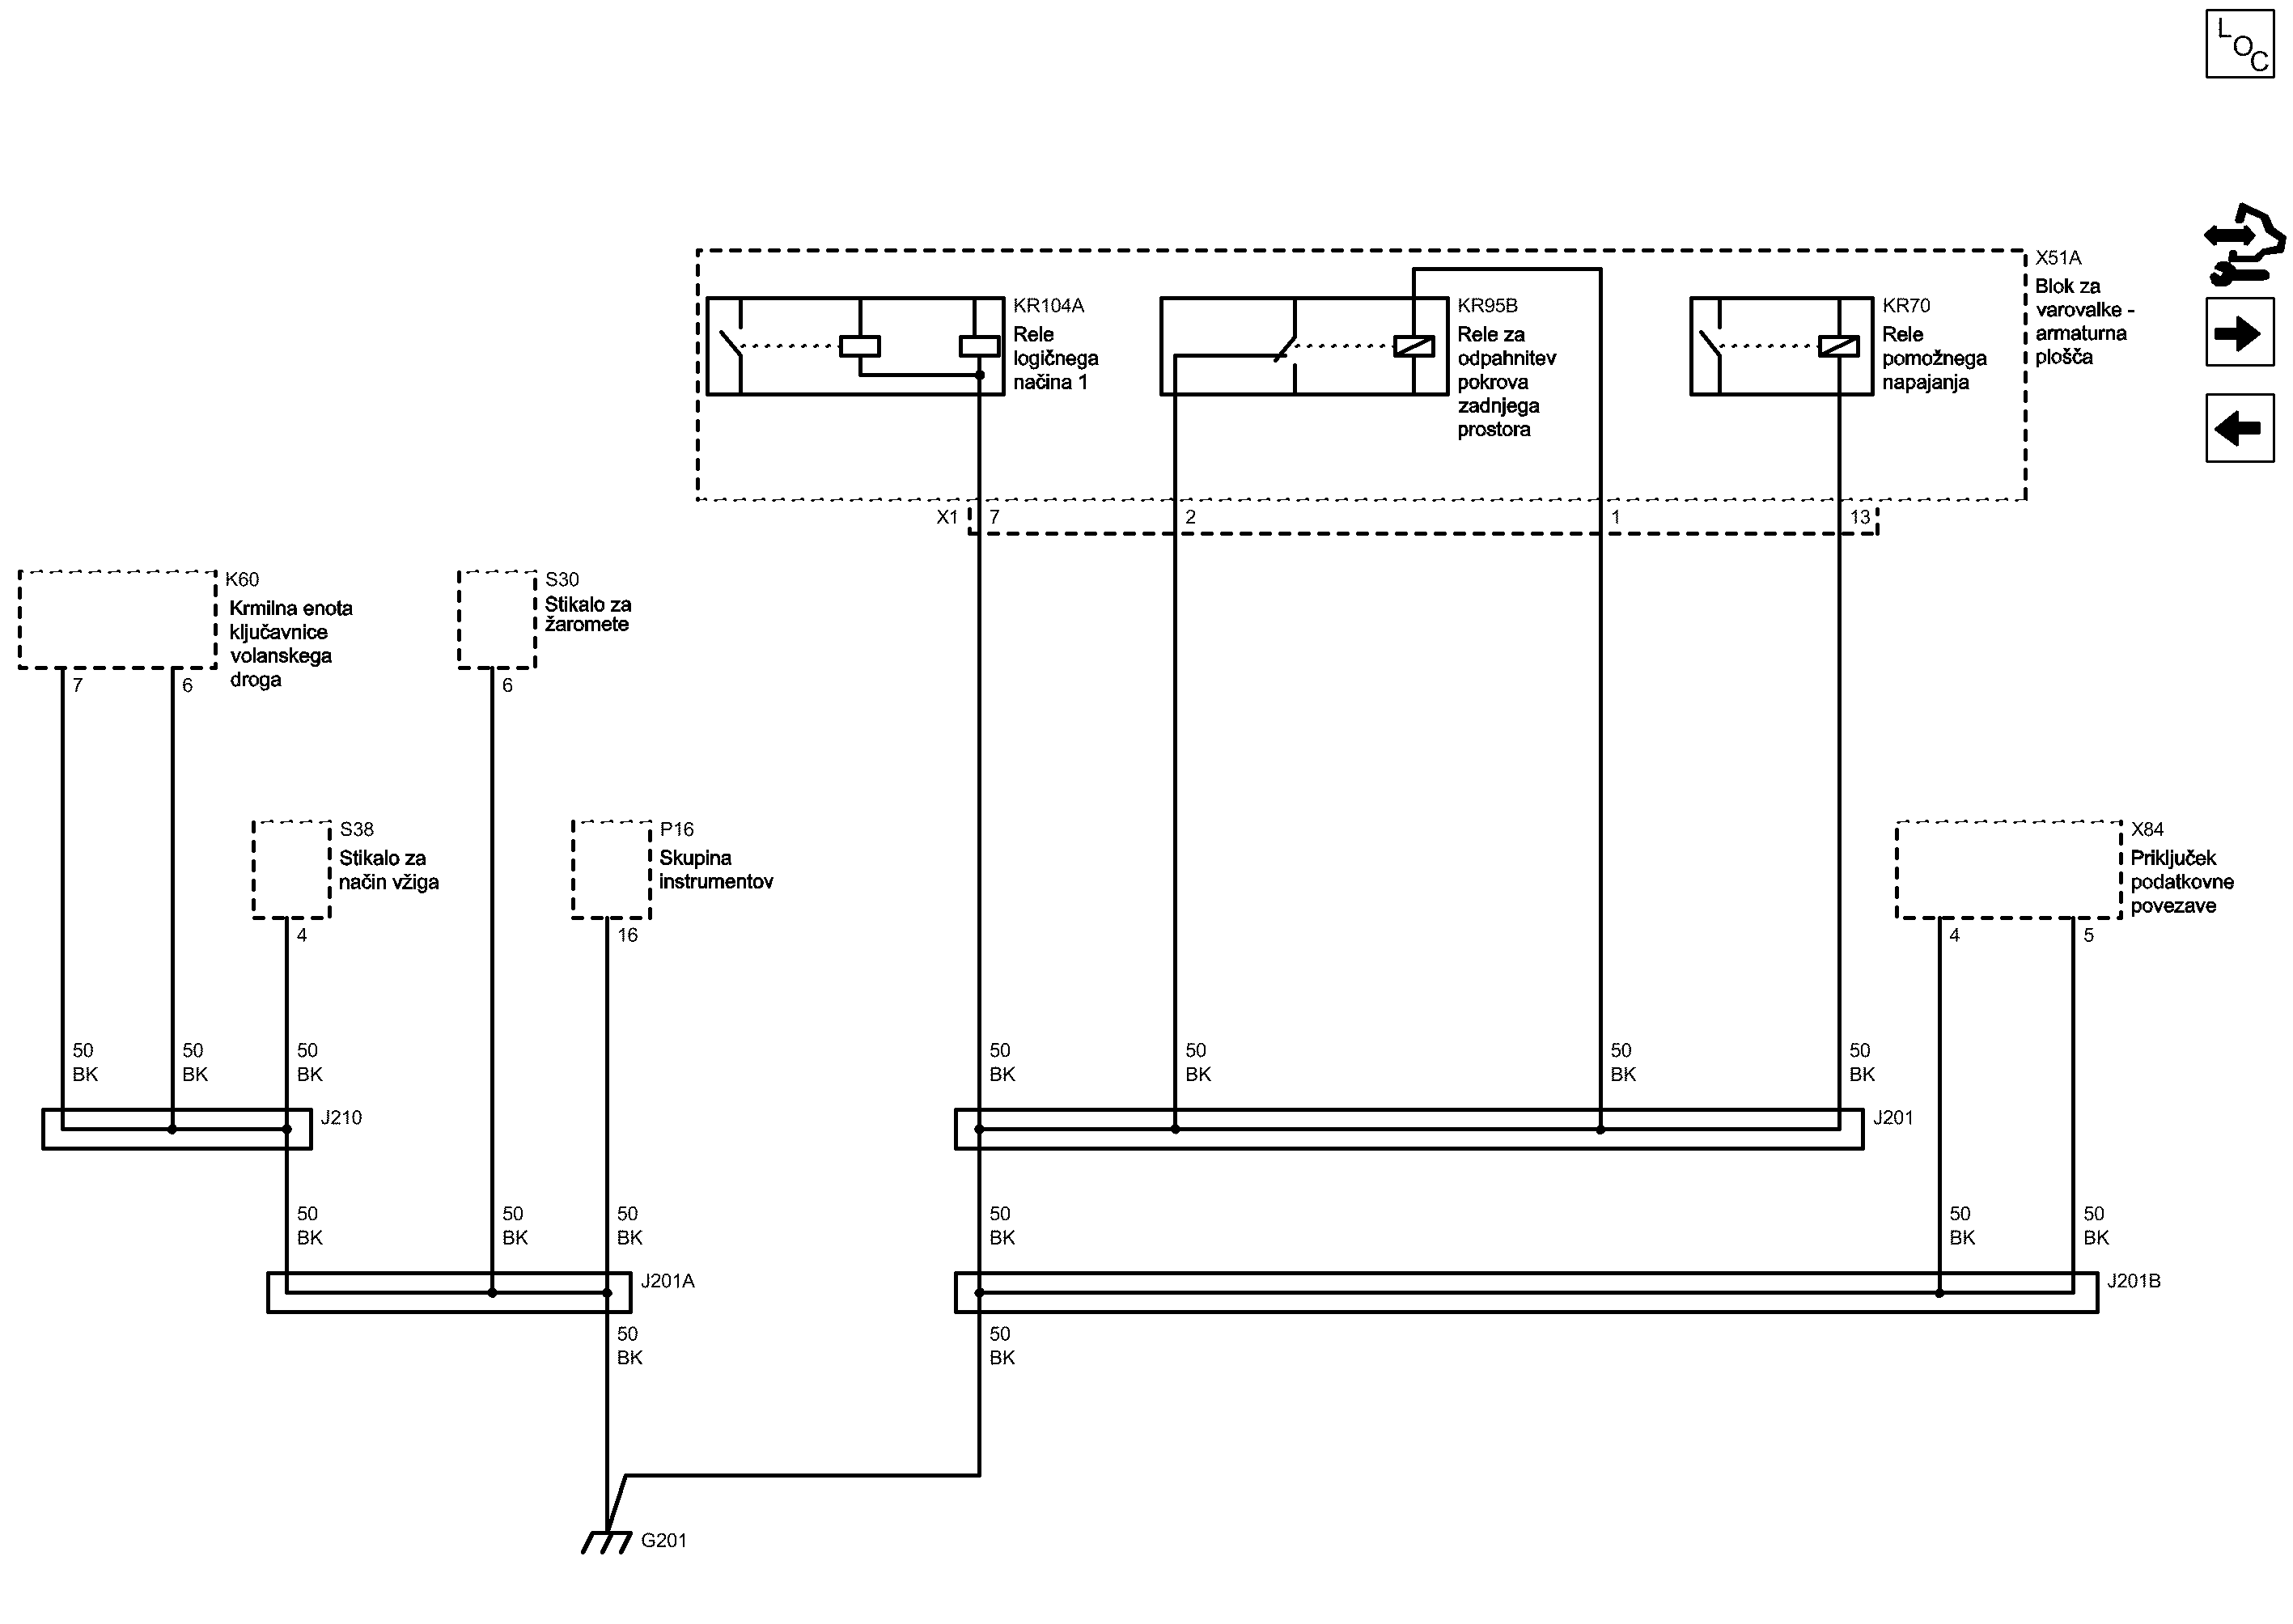 LOC
X51A
Blok za
varovalke -
armaturna
plošča
KR104A
Rele
logičnega
načina 1
KR95B
Rele za
odpahnitev
pokrova
zadnjega
prostora
KR70
Rele
pomožnega
napajanja
X1 7 2 1 13
K60
Krmilna enota
ključavnice
volanskega
droga
7 6
S30
Stikalo za
žaromete
6
S38
Stikalo za
način vžiga
4
P16
Skupina
instrumentov
16
X84
Priključek
podatkovne
povezave
4 5
50 50 50 50 50 50 50
BK BK BK BK BK BK BK
J210 J201
50 50 50 50 50 50
BK BK BK BK BK BK
J201A J201B
50 50
BK BK
G201